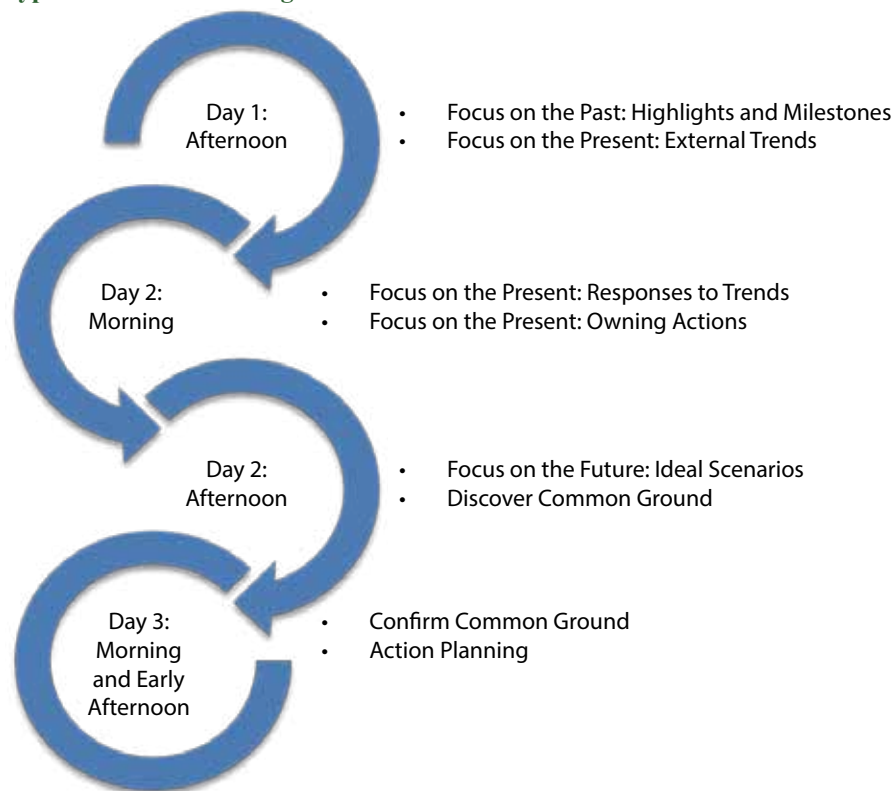 Day 1:
Afternoon
• Focus on the Past: Highlights and Milestones
• Focus on the Present: External Trends
Day 2:
Morning
• Focus on the Present: Responses to Trends
• Focus on the Present: Owning Actions
Day 2:
Afternoon
• Focus on the Future: Ideal Scenarios
• Discover Common Ground
Day 3:
Morning
and Early
Afternoon
• Confirm Common Ground
• Action Planning